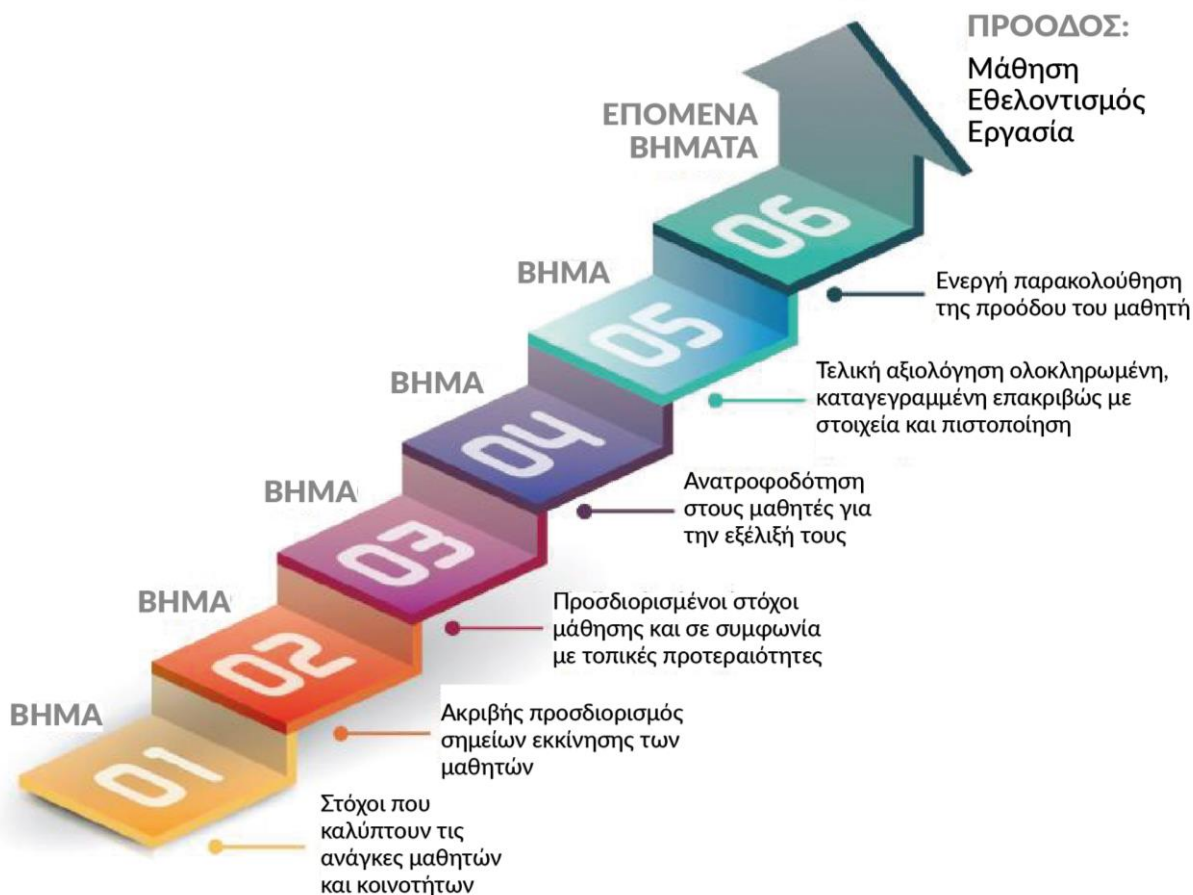 ΠΡΟΟΔΟΣ:
Μάθηση
Εθελοντισμός
Εργασία
ΕΠΟΜΕΝΑ
ΒΗΜΑΤΑ
06
Ενεργή παρακολούθηση
της προόδου του μαθητή
ΒΗΜΑ
05
Τελική αξιολόγηση ολοκληρωμένη,
καταγεγραμμένη επακριβώς με
στοιχεία και πιστοποίηση
ΒΗΜΑ
04
Ανατροφοδότηση
στους μαθητές για
την εξέλιξή τους
ΒΗΜΑ
03
Προσδιορισμένοι στόχοι
μάθησης και σε συμφωνία
με τοπικές προτεραιότητες
ΒΗΜΑ
02
Ακριβής προσδιορισμός
σημείων εκκίνησης των
μαθητών
ΒΗΜΑ
01
Στόχοι που
καλύπτουν τις
ανάγκες μαθητών
και κοινοτήτων